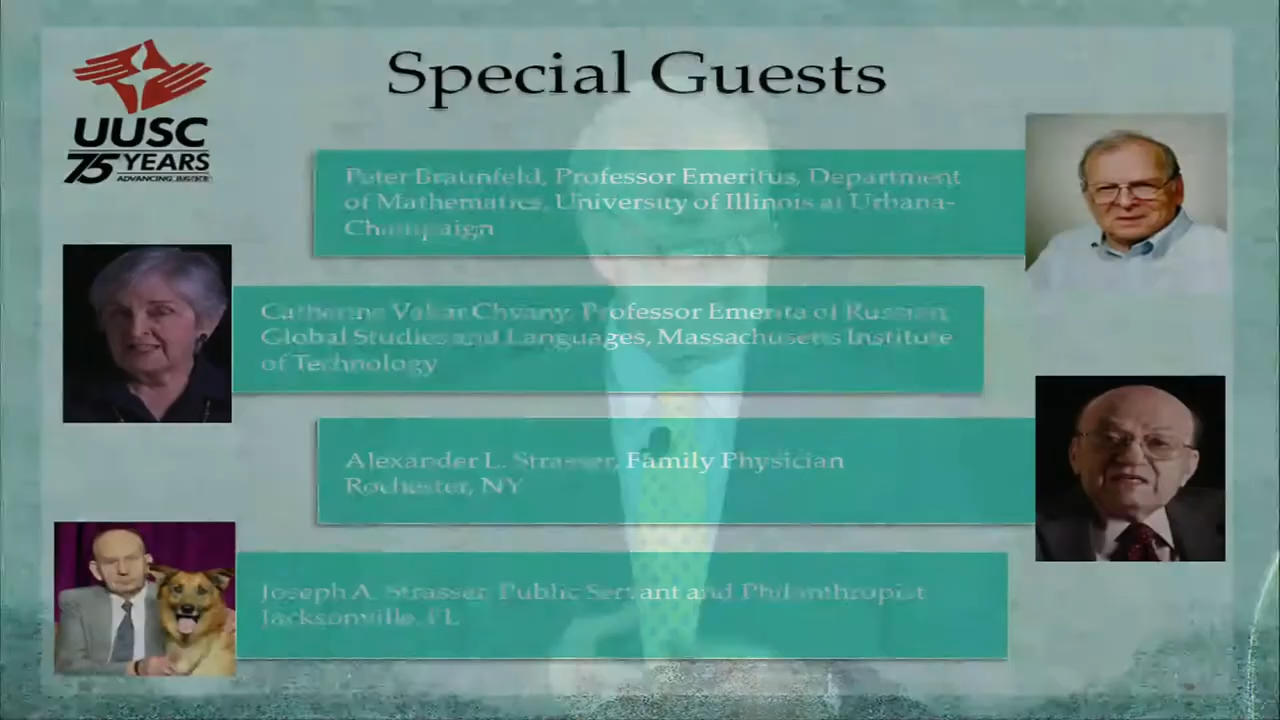 UUSC
75 YEARS
ADVANCING JUSTICE
Special Guests
Peter Braunfeld, Professor Emeritus, Department
of Mathematics, University of Illinois at Urbana-
Champaign
Catherine Vakar Chvany, Professor Emerita of Russian,
Global Studies and Languages, Massachusetts Institute
of Technology
Alexander L. Strasser, Family Physician
Rochester, NY
Joseph A. Strasser, Public Servant and Philanthropist
Jacksonville, FL